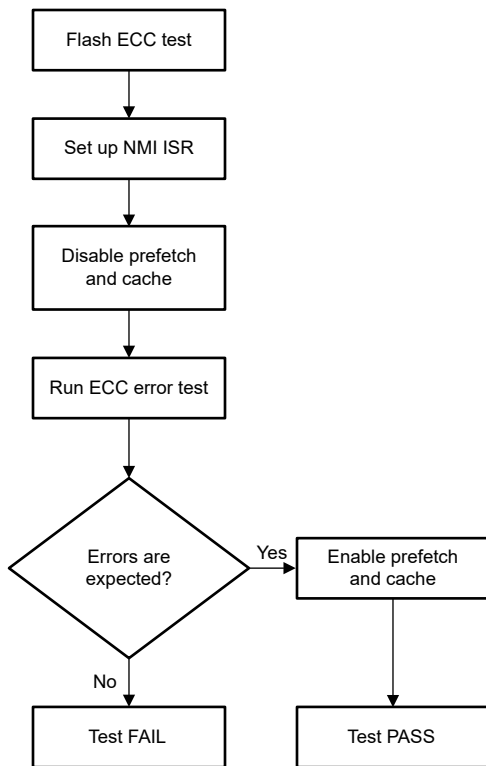 Flash ECC test
Set up NMI ISR
Disable prefetch
and cache
Run ECC error test
Errors are
expected?
Yes
Enable prefetch
and cache
No
Test FAIL
Test PASS